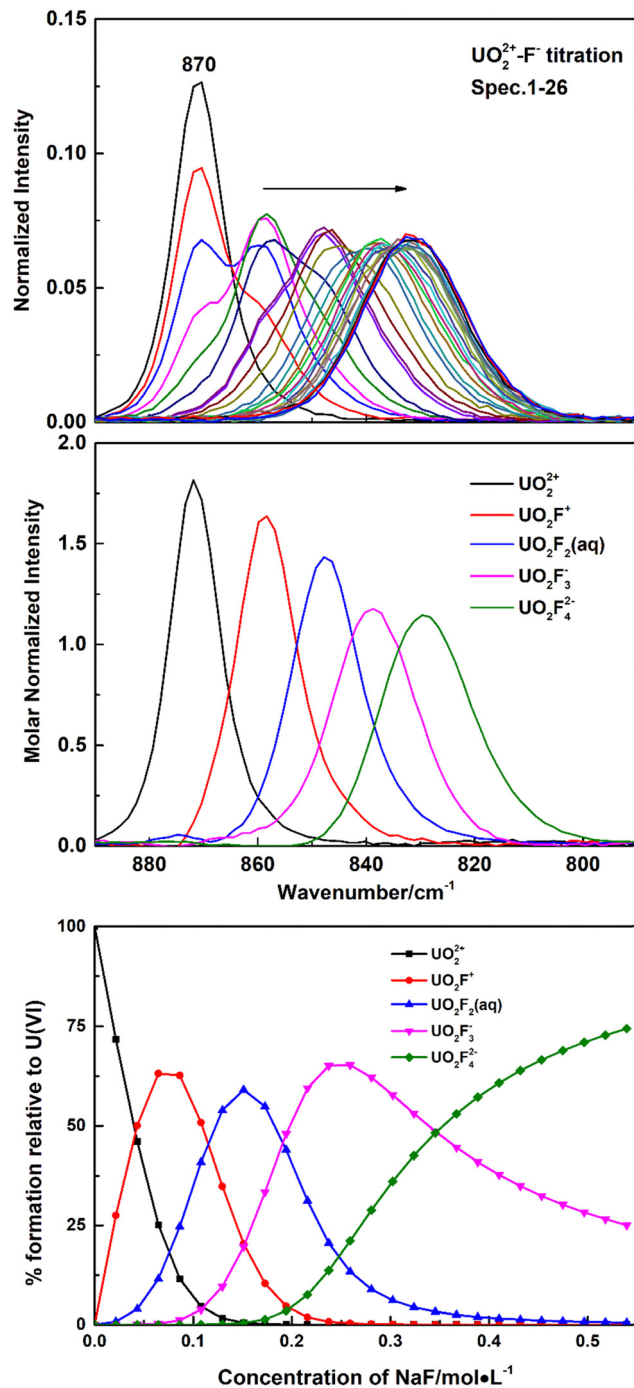 0.15
870
UO₂²⁺-F⁻ titration
Spec.1-26
0.10
Normalized Intensity
0.05
0.00
2.0
UO₂²⁺
UO₂F⁺
UO₂F₂(aq)
UO₂F₃⁻
UO₂F₄²⁻
1.5
Molar Normalized Intensity
1.0
0.5
0.0
880 860 840 820 800
Wavenumber/cm⁻¹
100
UO₂²⁺
UO₂F⁺
UO₂F₂(aq)
UO₂F₃⁻
UO₂F₄²⁻
75
% formation relative to U(VI)
50
25
0
0.0 0.1 0.2 0.3 0.4 0.5
Concentration of NaF/mol•L⁻¹